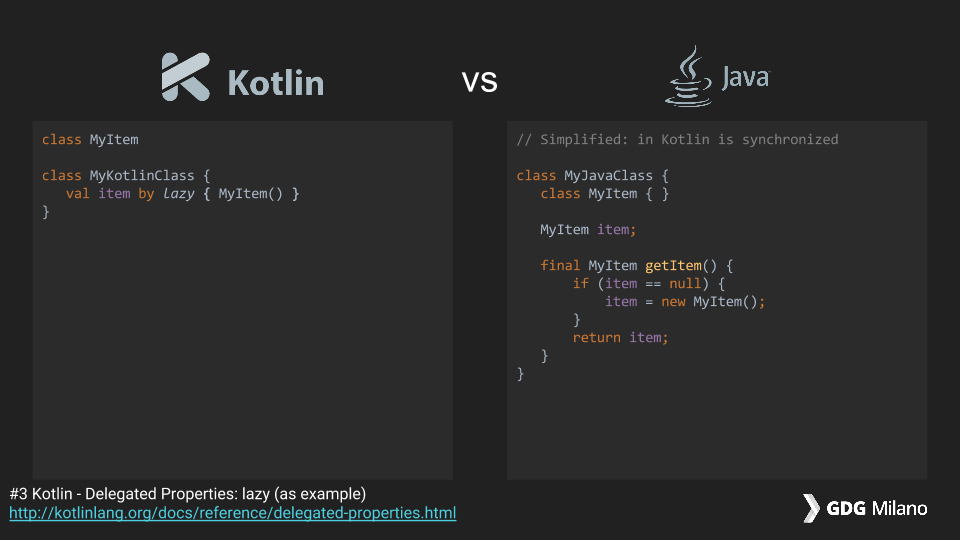 Kotlin
vs
Java
class MyItem
class MyKotlinClass {
   val item by lazy { MyItem() }
}
// Simplified: in Kotlin is synchronized
class MyJavaClass {
   class MyItem { }
   MyItem item;
   final MyItem getItem() {
       if (item == null) {
           item = new MyItem();
       }
       return item;
   }
}
#3 Kotlin - Delegated Properties: lazy (as example)
http://kotlinlang.org/docs/reference/delegated-properties.html
GDG Milano